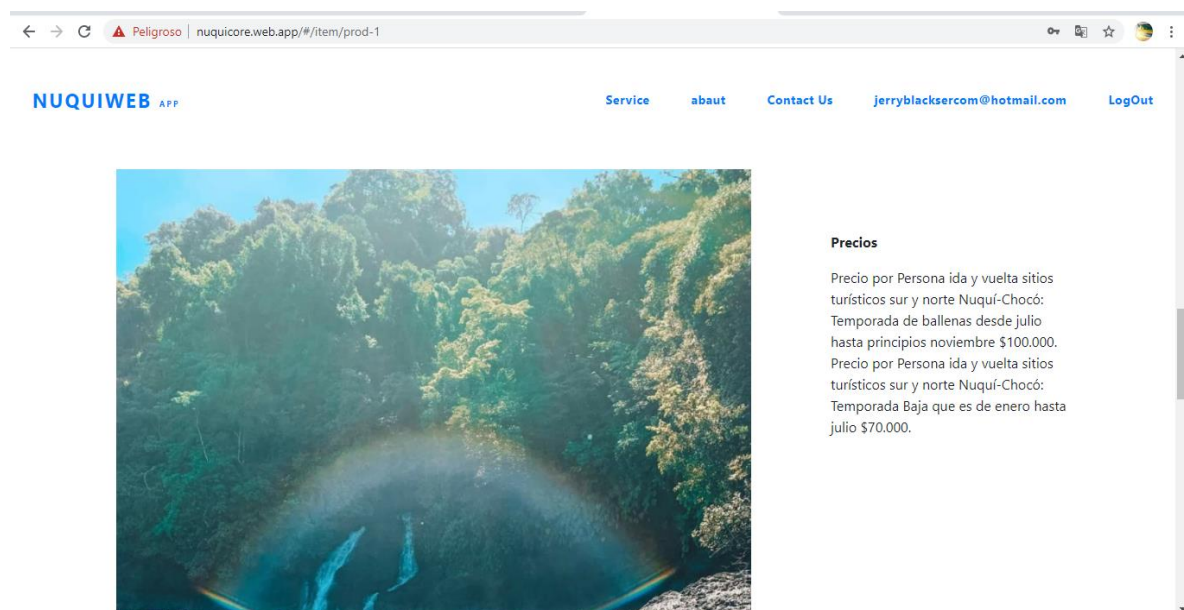 Peligroso nuquicore.web.app/#/item/prod-1
NUQUIWEB APP Service abaut Contact Us jerryblacksercom@hotmail.com LogOut
Precios
Precio por Persona ida y vuelta sitios
turísticos sur y norte Nuquí-Chocó:
Temporada de ballenas desde julio
hasta principios noviembre $100.000.
Precio por Persona ida y vuelta sitios
turísticos sur y norte Nuquí-Chocó:
Temporada Baja que es de enero hasta
julio $70.000.